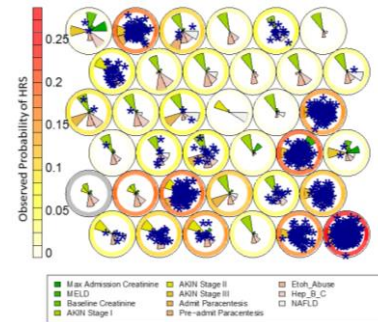 Observed Probability of HRS
0.25
0.2
0.15
0.1
0.05
0
Max Admission Creatinine
MELD
Baseline Creatinine
AKIN Stage I
AKIN Stage II
AKIN Stage III
Admit Paracentesis
Pre-admit Paracentesis
Etoh_Abuse
Hep_B_C
NAFLD